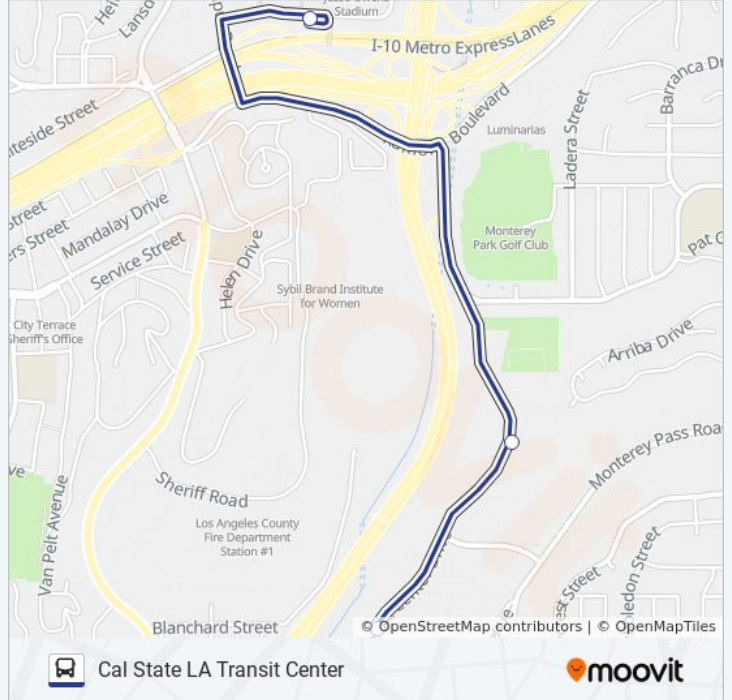 Stadium
I-10 Metro ExpressLanes
Barranca Dr
Boulevard
Luminarias
Ladera Street
Mandalay Drive
Service Street
Helen Drive
Monterey
Park Golf Club
Pat
Sybil Brand Institute
for Women
City Terrace
Sheriff's Office
Arriba Drive
Monterey Pass Roa
Sheriff Road
Los Angeles County
Fire Department
Station #1
Van Pelt Avenue
Blanchard Street
© OpenStreetMap contributors | © OpenMapTiles
Cal State LA Transit Center
moovit